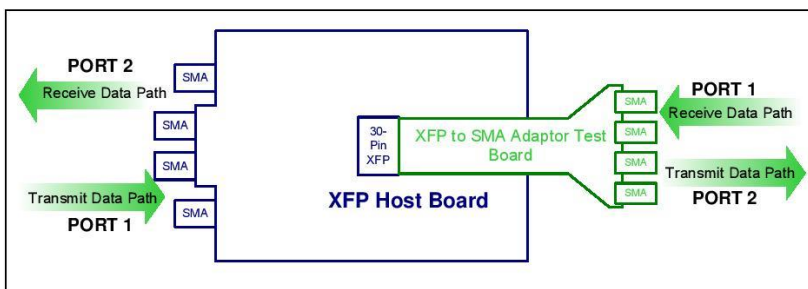 PORT 2
Receive Data Path
SMA
SMA
SMA
SMA
Transmit Data Path
PORT 1
30-
Pin
XFP
XFP Host Board
XFP to SMA Adaptor Test
Board
SMA
SMA
SMA
SMA
PORT 1
Receive Data Path
Transmit Data Path
PORT 2